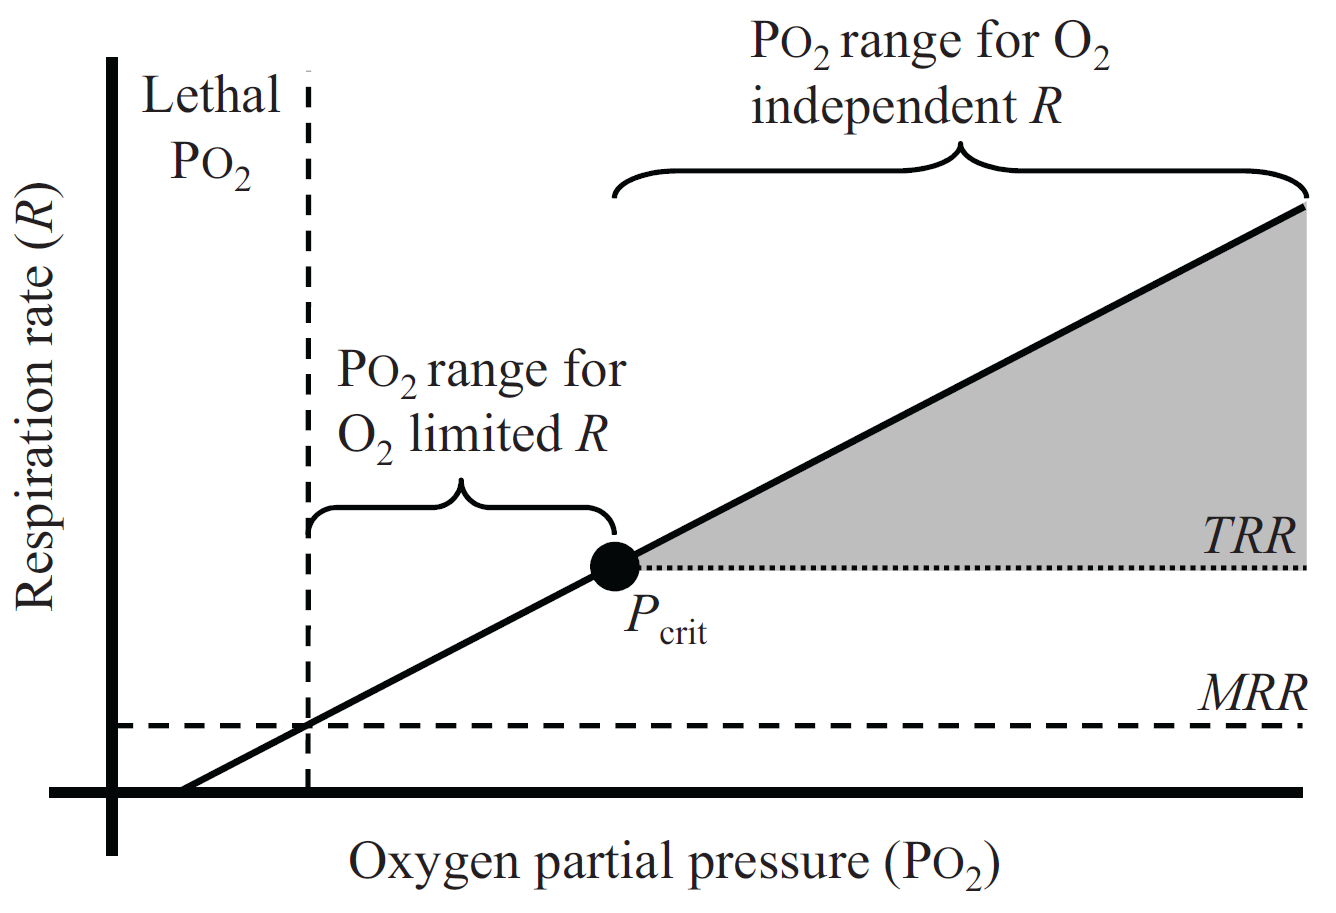 PO₂ range for O₂
independent R
Lethal
PO₂
Respiration rate (R)
PO₂ range for
O₂ limited R
TRR
Pcrit
MRR
Oxygen partial pressure (PO₂)